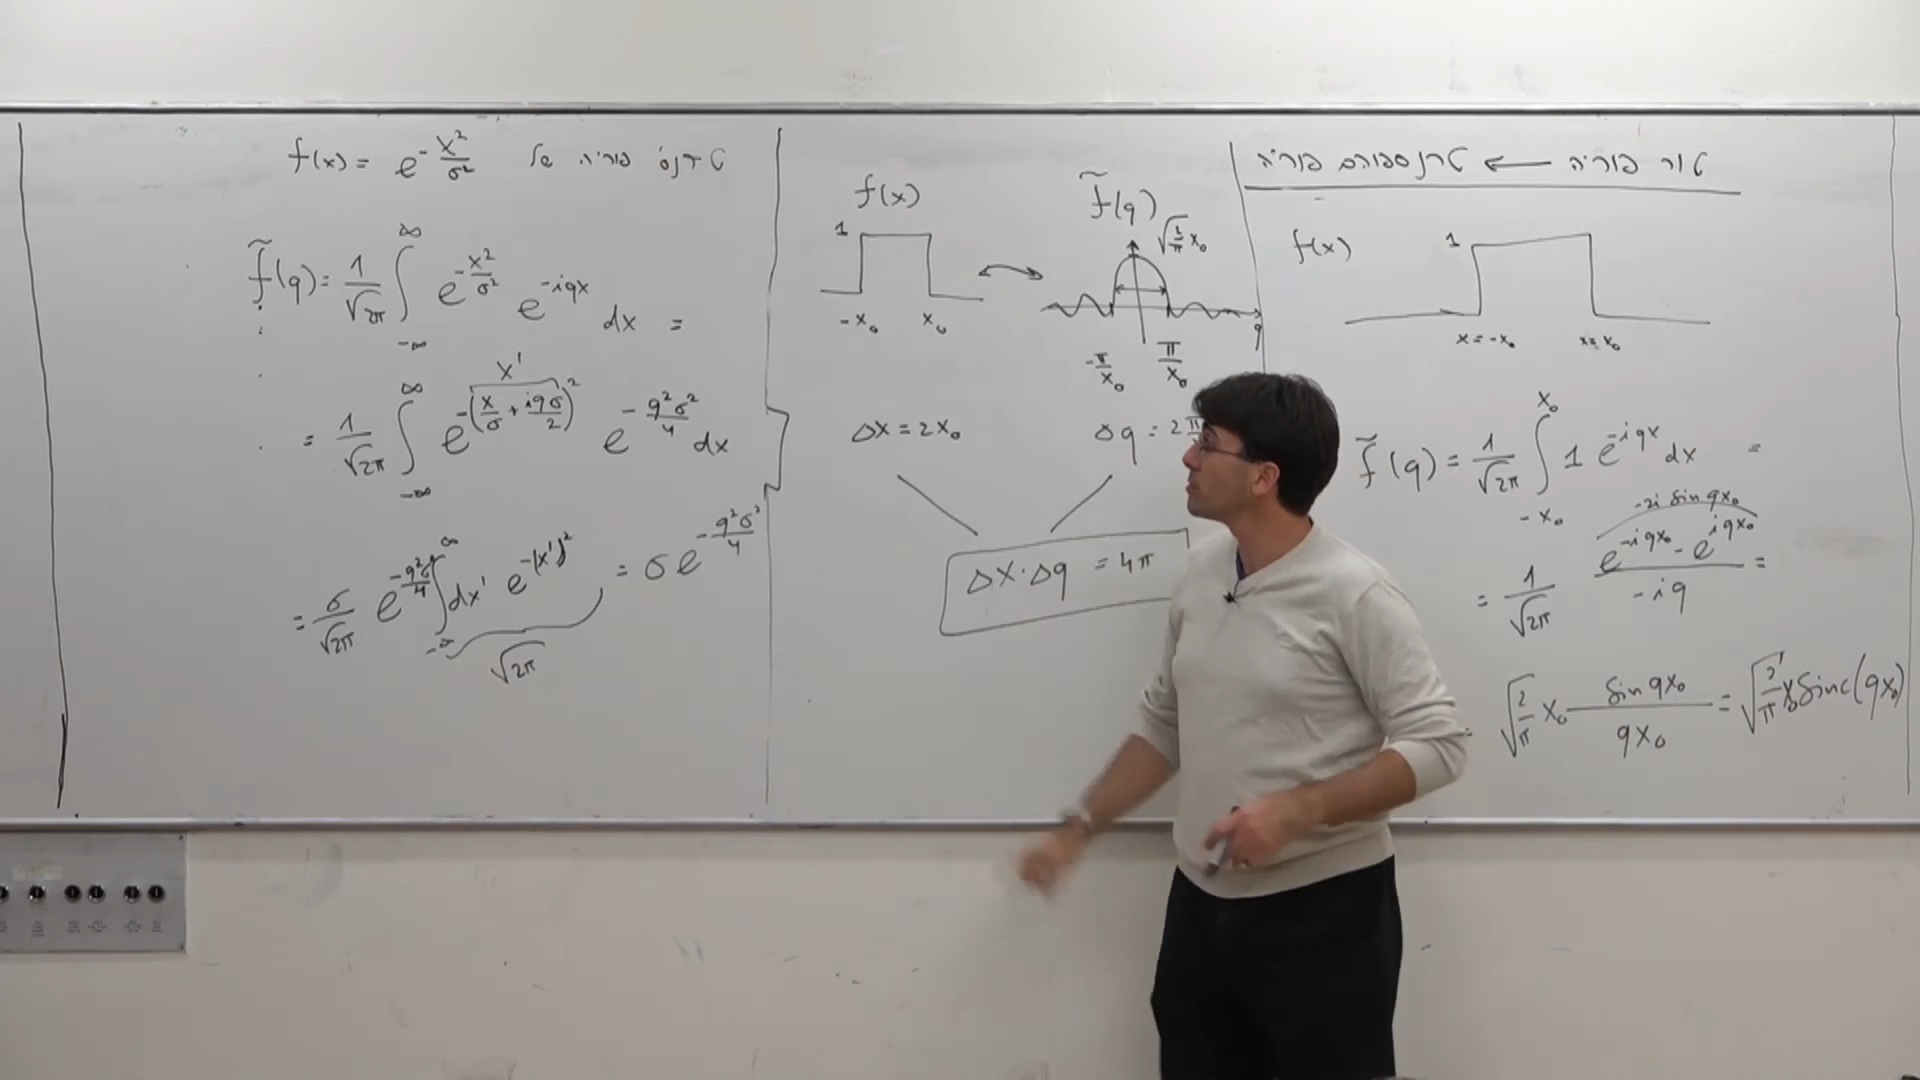 טור פוריה ⟵ טרנספורם פוריה
f(x)
1
x=-x₀ x=x₀
f̃(q) = 1/√2π ∫_{-x₀}^{x₀} 1 e^{-iqx} dx =
-2i sin qx₀
= 1/√2π (e^{-iqx₀} - e^{iqx₀})/(-iq) =
√(2/π) x₀ (sin qx₀)/(qx₀) = √(2/π) x₀ sinc(qx₀)
f(x) ↔ f̃(q)
1
√(2/π) x₀
-x₀ x₀
q
-π/x₀ π/x₀
Δx = 2x₀
Δq = 2π
Δx·Δq = 4π
טרנס' פוריה של f(x) = e^{-x²/σ²}
f̃(q) = 1/√2π ∫_{-∞}^{∞} e^{-x²/σ²} e^{-iqx} dx =
x'
= 1/√2π ∫_{-∞}^{∞} e^{-(x/σ + iqσ/2)²} e^{-q²σ²/4} dx
= σ/√2π e^{-q²σ²/4} ∫_{-∞}^{∞} dx' e^{-(x')²} = σe^{-q²σ²/4}
√2π